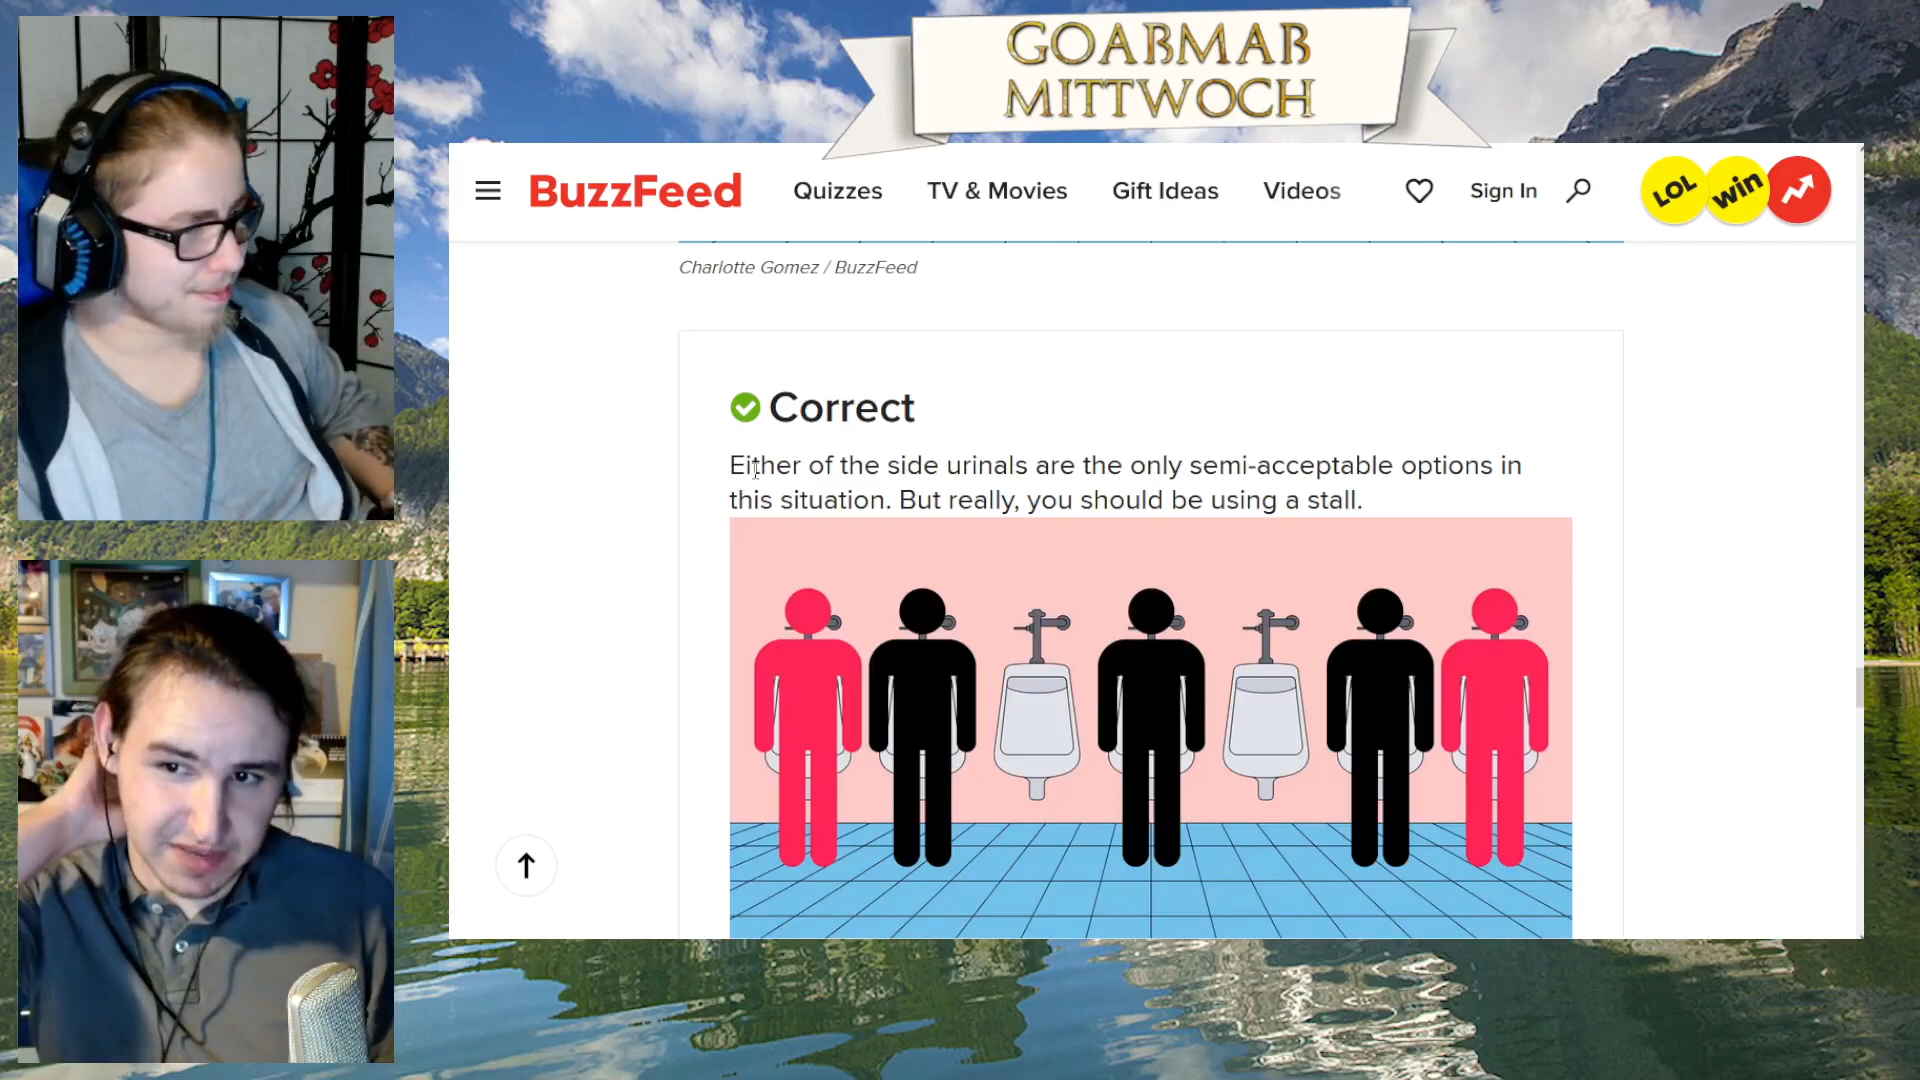 GOABMAB
MITTWOCH
BuzzFeed
Quizzes
TV & Movies
Gift Ideas
Videos
Sign In
LOL
win
Charlotte Gomez / BuzzFeed
Correct
Either of the side urinals are the only semi-acceptable options in
this situation. But really, you should be using a stall.